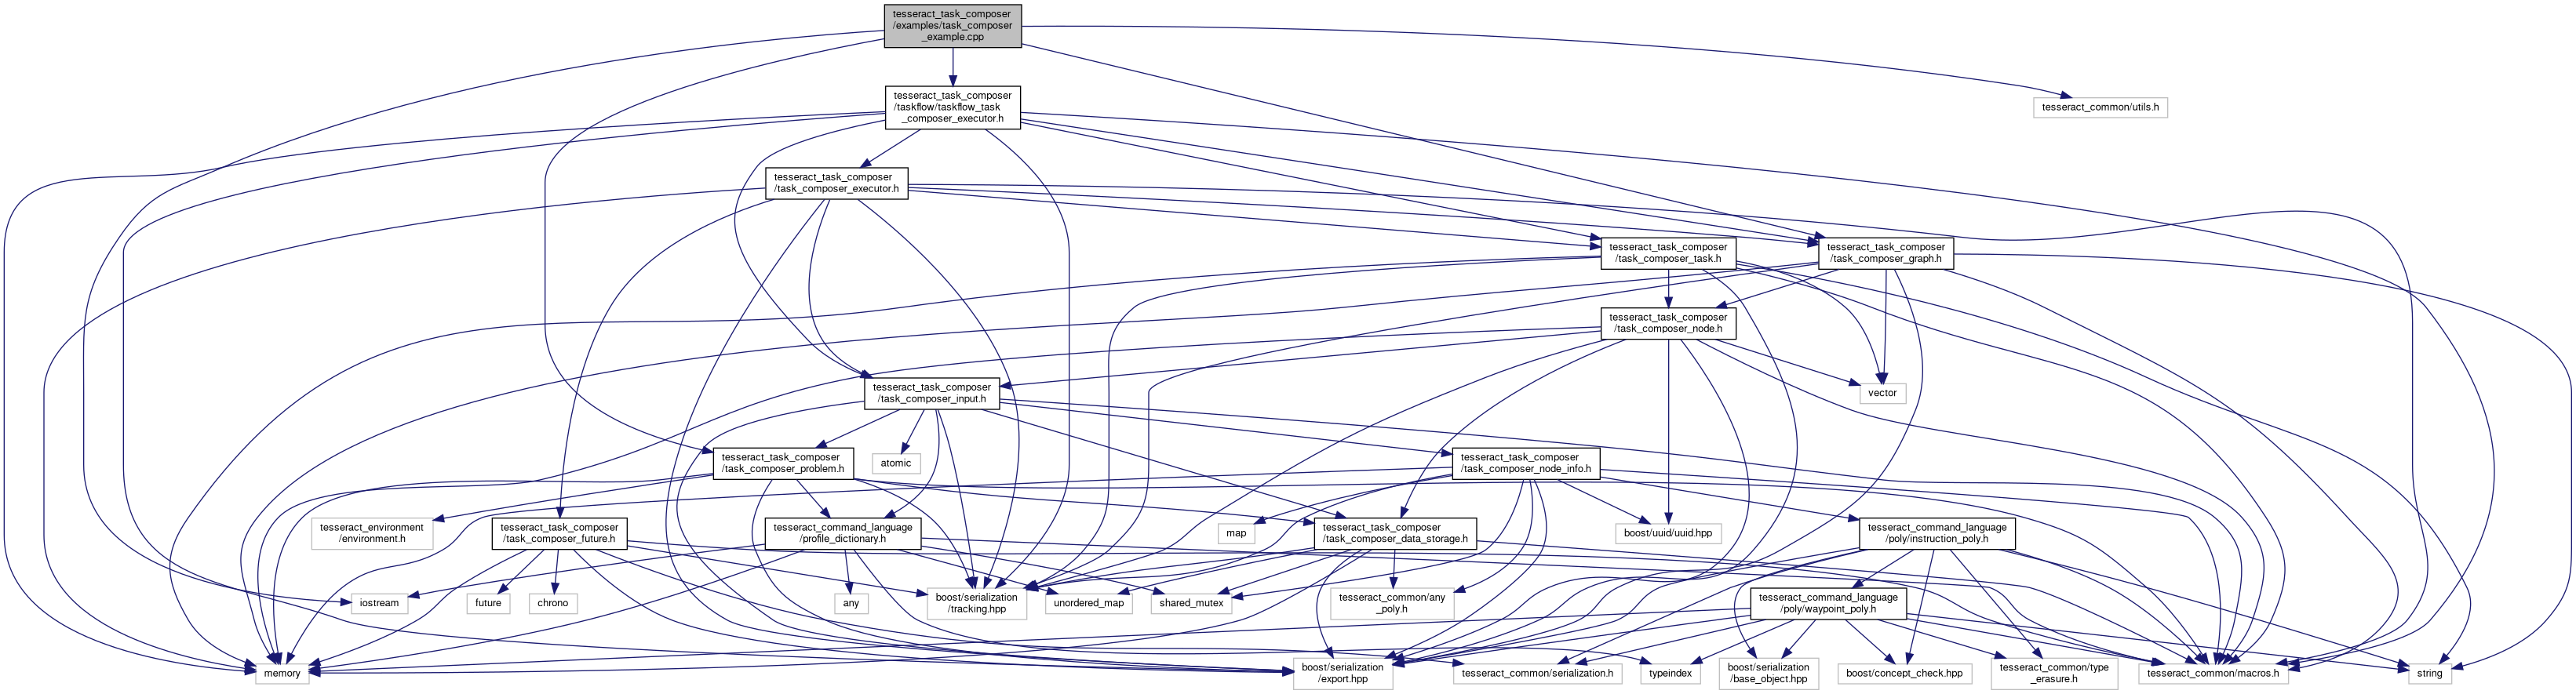 tesseract_task_composer
/examples/task_composer
_example.cpp
tesseract_task_composer
/taskflow/taskflow_task
_composer_executor.h
tesseract_common/utils.h
tesseract_task_composer
/task_composer_executor.h
tesseract_task_composer
/task_composer_task.h
tesseract_task_composer
/task_composer_graph.h
tesseract_task_composer
/task_composer_node.h
tesseract_task_composer
/task_composer_input.h
vector
tesseract_task_composer
/task_composer_problem.h
atomic
tesseract_task_composer
/task_composer_node_info.h
tesseract_environment
/environment.h
tesseract_task_composer
/task_composer_future.h
tesseract_command_language
/profile_dictionary.h
map
tesseract_task_composer
/task_composer_data_storage.h
boost/uuid/uuid.hpp
tesseract_command_language
/poly/instruction_poly.h
iostream
future
chrono
any
boost/serialization
/tracking.hpp
unordered_map
shared_mutex
tesseract_common/any
_poly.h
tesseract_command_language
/poly/waypoint_poly.h
memory
boost/serialization
/export.hpp
tesseract_common/serialization.h
typeindex
boost/serialization
/base_object.hpp
boost/concept_check.hpp
tesseract_common/type
_erasure.h
tesseract_common/macros.h
string